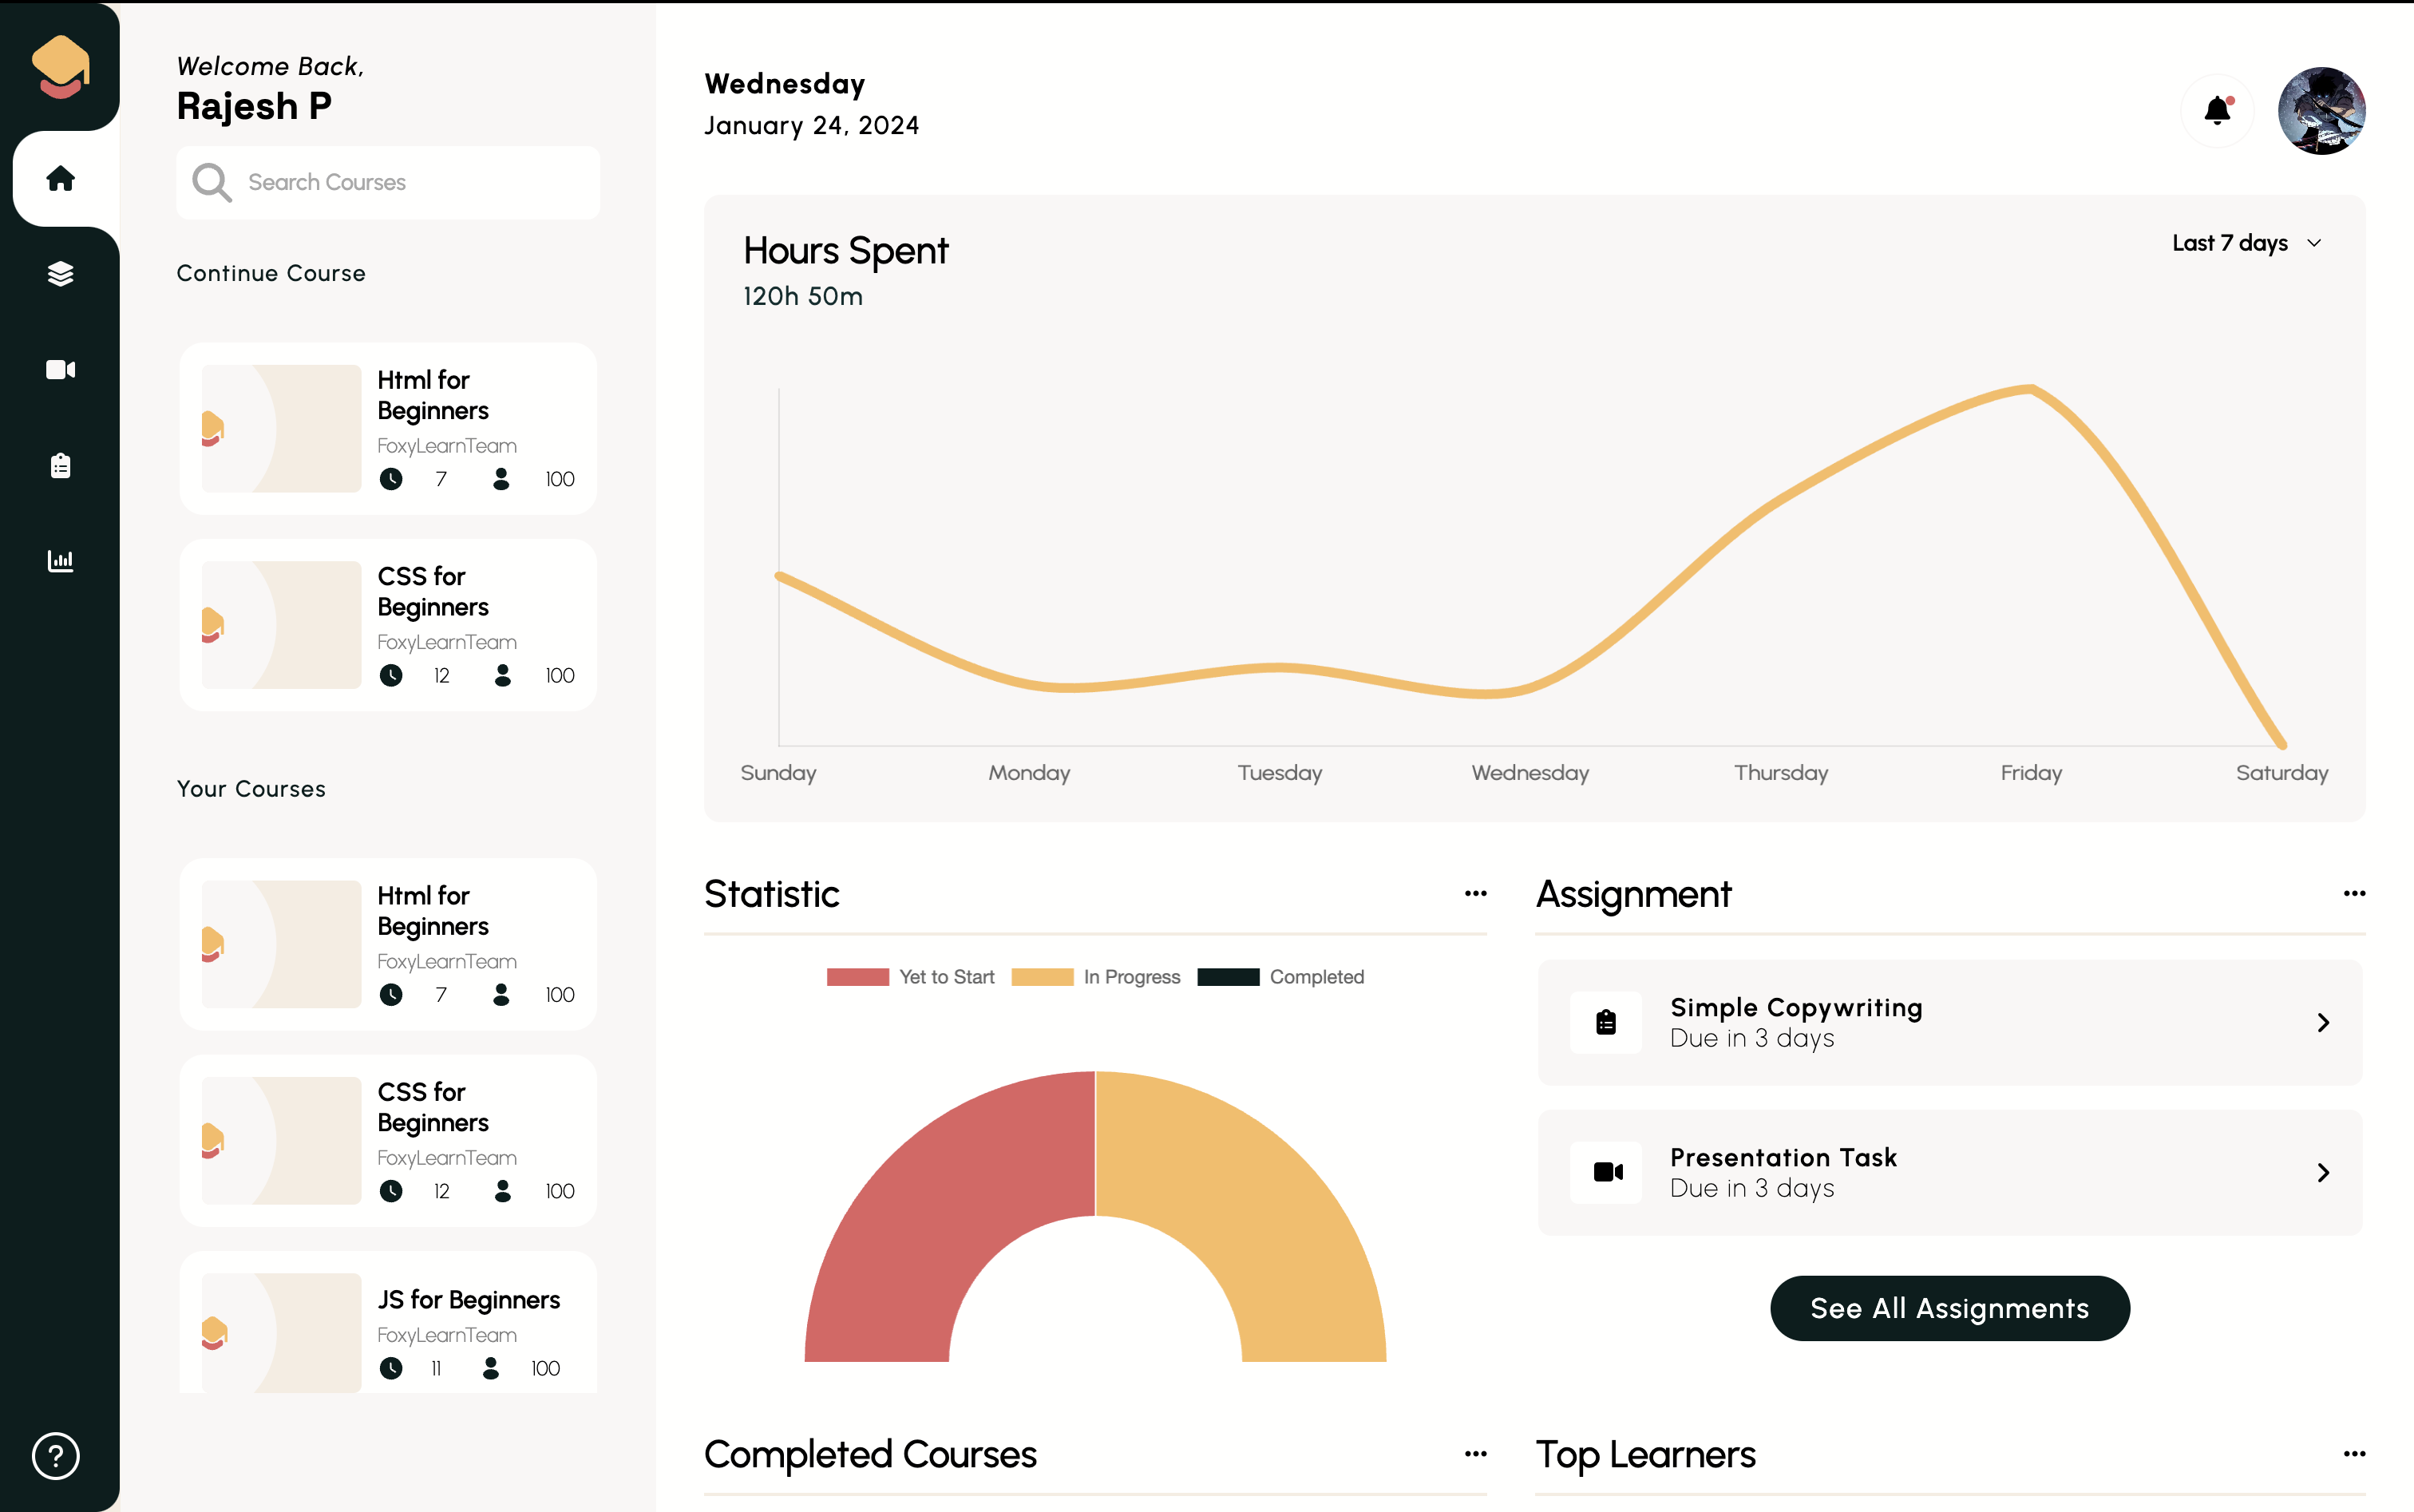 Welcome Back,
Rajesh P
Search Courses
Continue Course
Html for
Beginners
FoxyLearnTeam
7 100
CSS for
Beginners
FoxyLearnTeam
12 100
Your Courses
Html for
Beginners
FoxyLearnTeam
7 100
CSS for
Beginners
FoxyLearnTeam
12 100
JS for Beginners
FoxyLearnTeam
11 100
?
Wednesday
January 24, 2024
Hours Spent
Last 7 days
120h 50m
Sunday Monday Tuesday Wednesday Thursday Friday Saturday
Statistic
Yet to Start In Progress Completed
Assignment
Simple Copywriting
Due in 3 days
Presentation Task
Due in 3 days
See All Assignments
Completed Courses
Top Learners